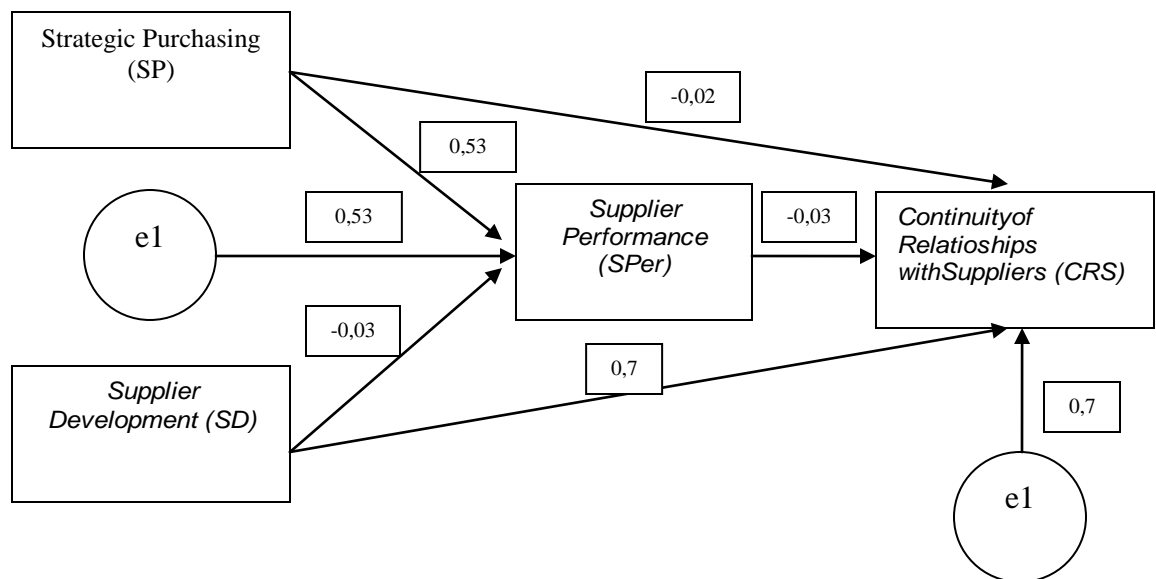 Strategic Purchasing
(SP)
-0,02
0,53
e1
0,53
Supplier
Performance
(SPer)
-0,03
Continuityof
Relatioships
withSuppliers (CRS)
-0,03
Supplier
Development (SD)
0,7
0,7
e1